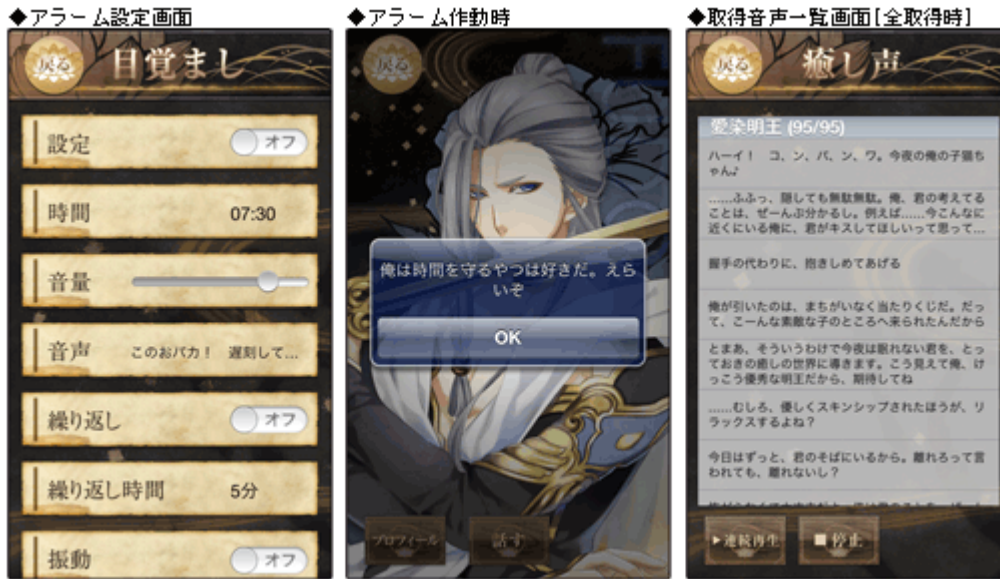 ◆アラーム設定画面
戻る
目覚まし
設定
オフ
時間
07:30
音量
音声
このおバカ！ 遅刻して...
繰り返し
オフ
繰り返し時間
5分
振動
オフ
◆アラーム作動時
戻る
俺は時間を守るやつは好きだ。えら
いぞ
OK
プロフィール
話す
◆取得音声一覧画面[全取得時]
戻る
癒し声
愛染明王 (95/95)
ハーイ！ コ、ン、バ、ン、ワ。今夜の俺の子猫ち
ゃん♪
……ふふっ、隠しても無駄無駄。俺、君の考えてる
ことは、ぜーんぶ分かるし。例えば……今こんなに
近くにいる俺に、君がキスしてほしいって思って...
握手の代わりに、抱きしめてあげる
俺が引いたのは、まちがいなく当たりくじだ。だっ
て、こーんな素敵な子のところへ来られたんだから
とまあ、そういうわけで今夜は眠れない君を、とっ
ておきの癒しの世界に導きます。こう見えて俺、け
っこう優秀な明王だから、期待してね
……むしろ、優しくスキンシップされたほうが、リ
ラックスするよね？
今日はずっと、君のそばにいるから。離れろって言
われても、離れないし？
▶連続再生
■停止